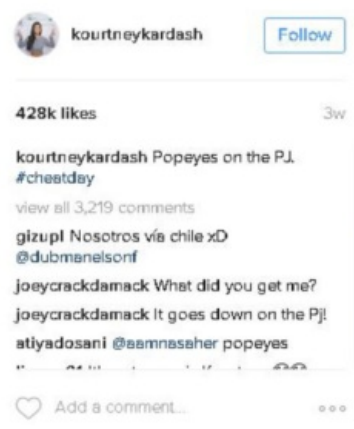 kourtneykardash
Follow
428k likes
3w
kourtneykardash Popeyes on the PJ.
#cheatday
view all 3,219 comments
gizupl Nosotros vía chile xD
@dubmanelsonf
joeycrackdamack What did you get me?
joeycrackdamack It goes down on the Pj!
atiyadosani @aamnasaher popeyes
Add a comment...